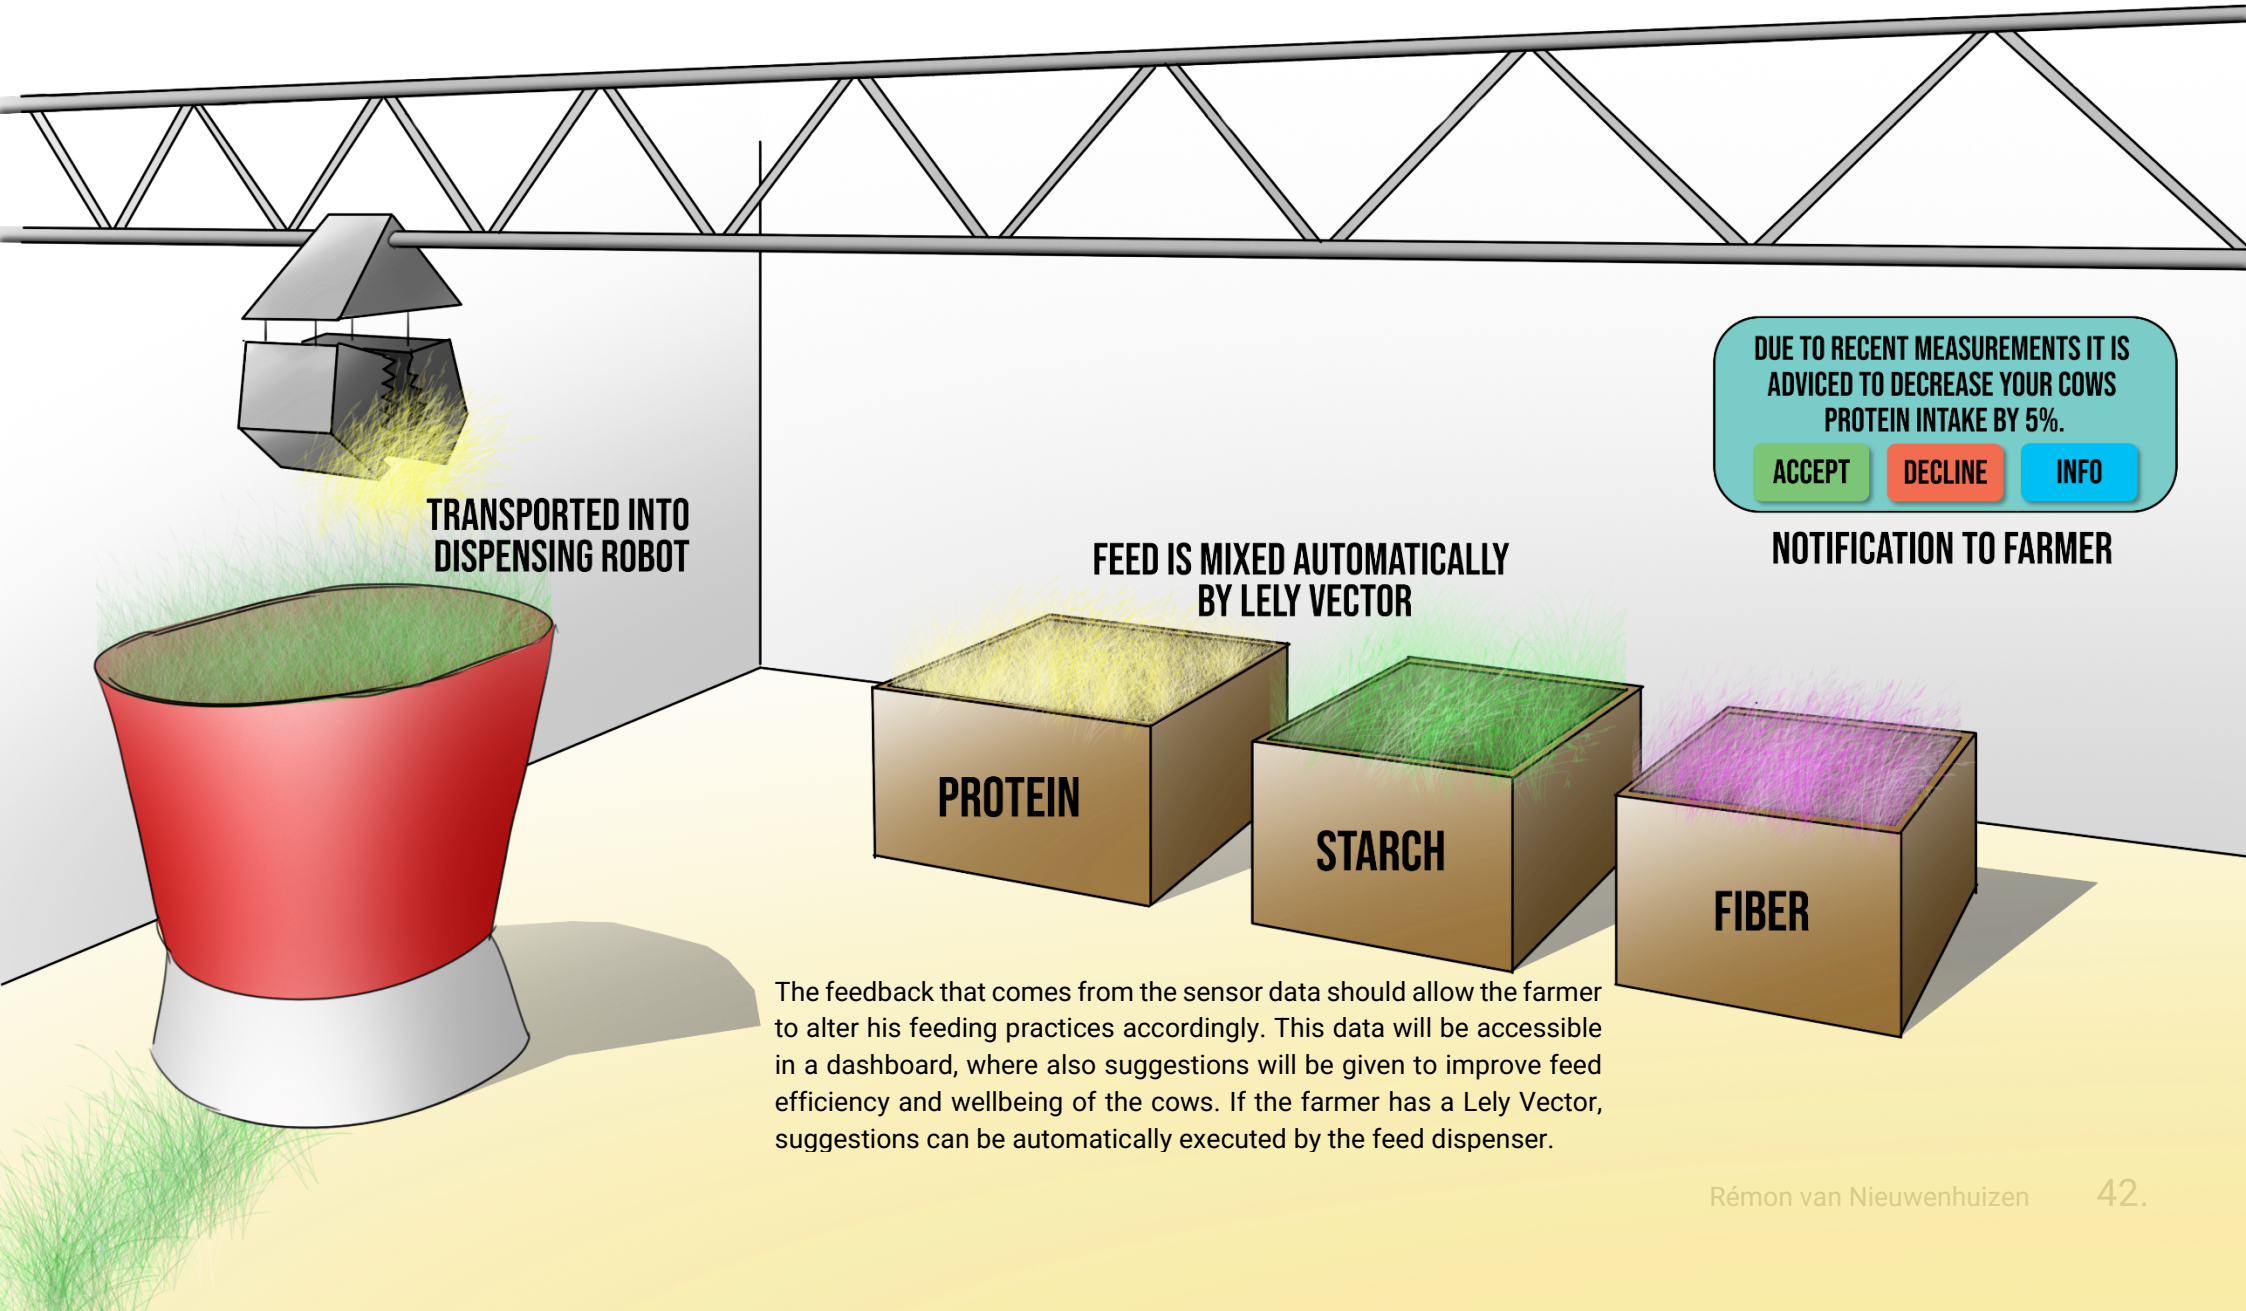 DUE TO RECENT MEASUREMENTS IT IS
ADVICED TO DECREASE YOUR COWS
PROTEIN INTAKE BY 5%.
ACCEPT
DECLINE
INFO
NOTIFICATION TO FARMER
TRANSPORTED INTO
DISPENSING ROBOT
FEED IS MIXED AUTOMATICALLY
BY LELY VECTOR
PROTEIN
STARCH
FIBER
The feedback that comes from the sensor data should allow the farmer
to alter his feeding practices accordingly. This data will be accessible
in a dashboard, where also suggestions will be given to improve feed
efficiency and wellbeing of the cows. If the farmer has a Lely Vector,
suggestions can be automatically executed by the feed dispenser.
Rémon van Nieuwenhuizen
42.